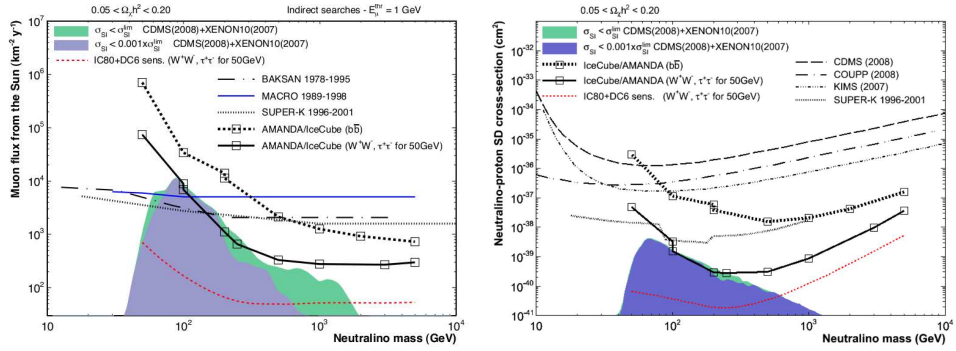 0.05 < Ω_χ h² < 0.20
Indirect searches - E_μ^thr = 1 GeV
σ_SI < σ_SI^lim CDMS(2008)+XENON10(2007)
σ_SI < 0.001xσ_SI^lim CDMS(2008)+XENON10(2007)
IC80+DC6 sens. (W⁺W⁻, τ⁺τ⁻ for 50GeV)
BAKSAN 1978-1995
MACRO 1989-1998
SUPER-K 1996-2001
AMANDA/IceCube (bb̅)
AMANDA/IceCube (W⁺W⁻, τ⁺τ⁻ for 50GeV)
Muon flux from the Sun (km⁻² y⁻¹)
10⁶
10⁵
10⁴
10³
10²
10 10² 10³ 10⁴
Neutralino mass (GeV)
0.05 < Ω_χ h² < 0.20
σ_SI < σ_SI^lim CDMS(2008)+XENON10(2007)
σ_SI < 0.001xσ_SI^lim CDMS(2008)+XENON10(2007)
IceCube/AMANDA (bb̅)
IceCube/AMANDA (W⁺W⁻, τ⁺τ⁻ for 50GeV)
IC80+DC6 sens. (W⁺W⁻, τ⁺τ⁻ for 50GeV)
CDMS (2008)
COUPP (2008)
KIMS (2007)
SUPER-K 1996-2001
Neutralino-proton SD cross-section (cm²)
10⁻³²
10⁻³³
10⁻³⁴
10⁻³⁵
10⁻³⁶
10⁻³⁷
10⁻³⁸
10⁻³⁹
10⁻⁴⁰
10⁻⁴¹
10 10² 10³ 10⁴
Neutralino mass (GeV)